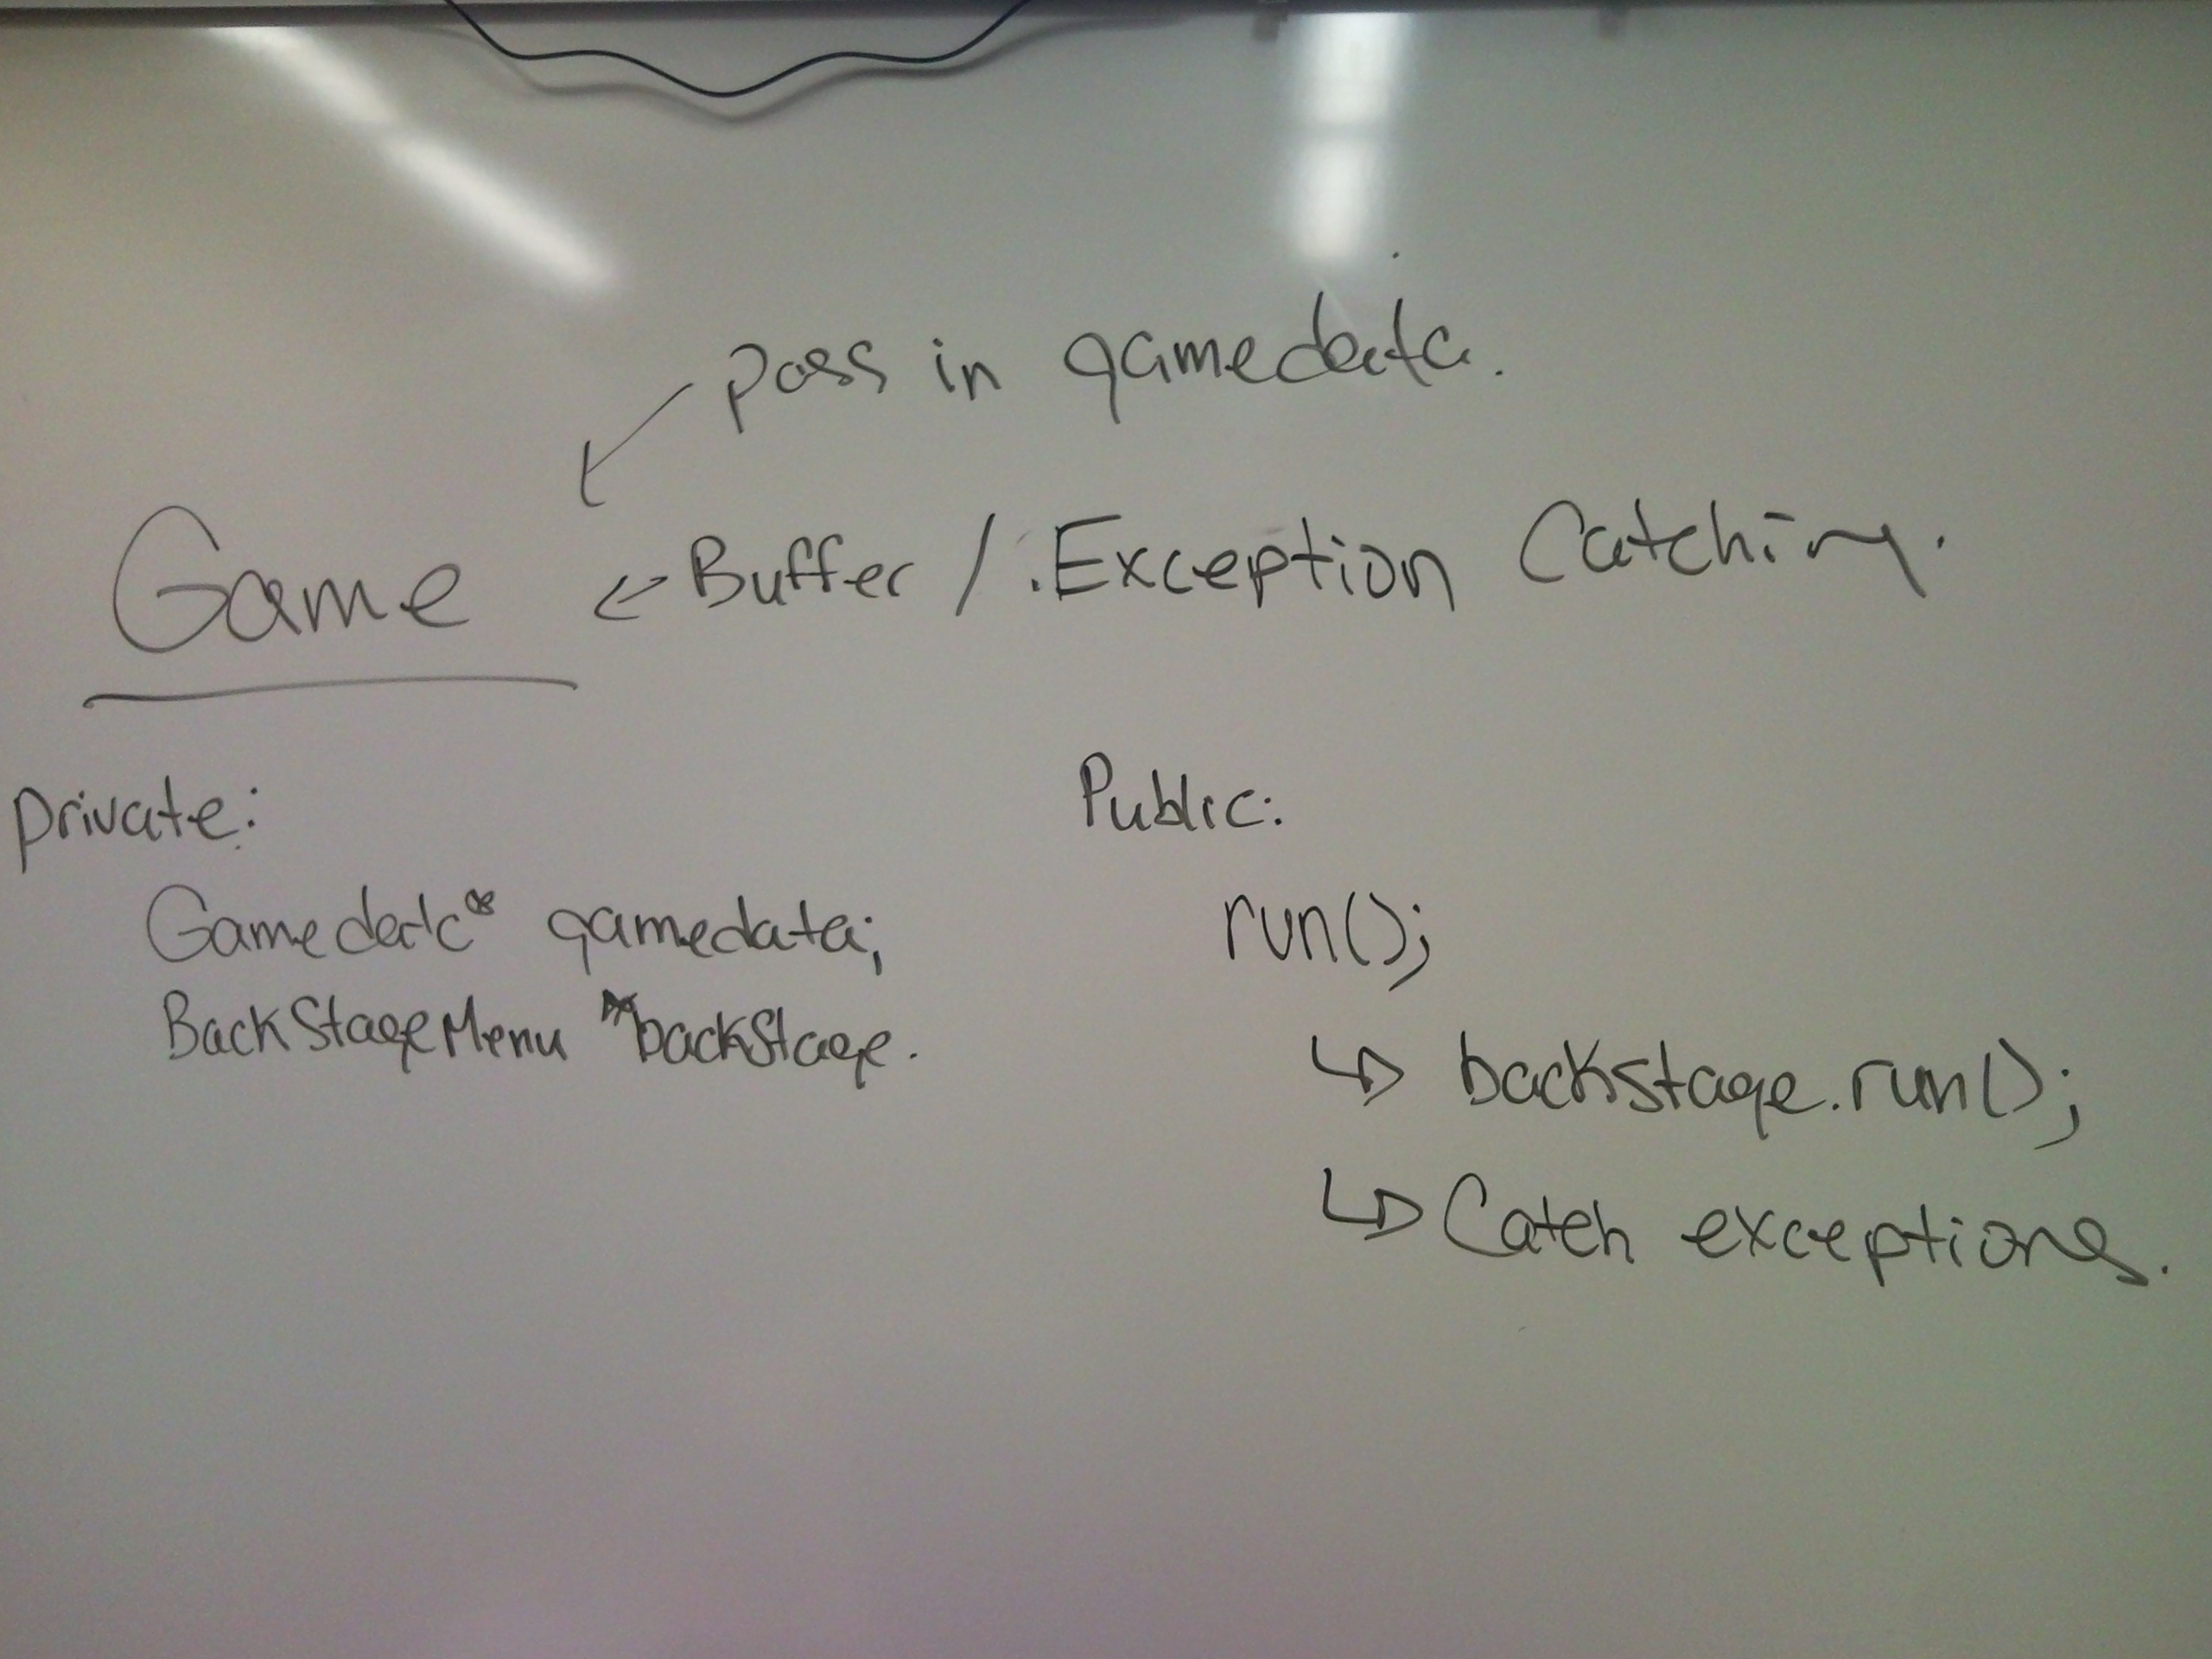 pass in gamedata.
Game ← Buffer / Exception Catching.
private:
Gamedata* gamedata;
BackStageMenu *backStage.
Public:
run();
↳ backstage.run();
↳ Catch exceptions.